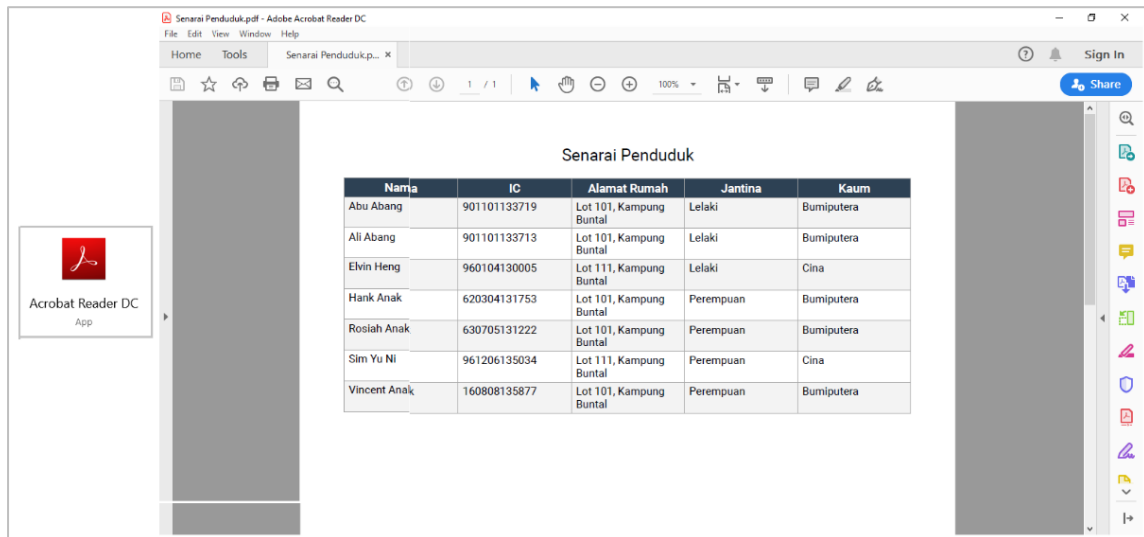 Senarai Penduduk.pdf - Adobe Acrobat Reader DC
File Edit View Window Help
Home Tools Senarai Penduduk.p... × Sign In
1 / 1 100% Share
Senarai Penduduk
Nama IC Alamat Rumah Jantina Kaum
Abu Abang 901101133719 Lot 101, Kampung Lelaki Bumiputera
Buntal
Ali Abang 901101133713 Lot 101, Kampung Lelaki Bumiputera
Buntal
Elvin Heng 960104130005 Lot 111, Kampung Lelaki Cina
Buntal
Hank Anak 620304131753 Lot 101, Kampung Perempuan Bumiputera
Buntal
Rosiah Anak 630705131222 Lot 101, Kampung Perempuan Bumiputera
Buntal
Sim Yu Ni 961206135034 Lot 111, Kampung Perempuan Cina
Buntal
Vincent Anak 160808135877 Lot 101, Kampung Perempuan Bumiputera
Buntal
Acrobat Reader DC
App